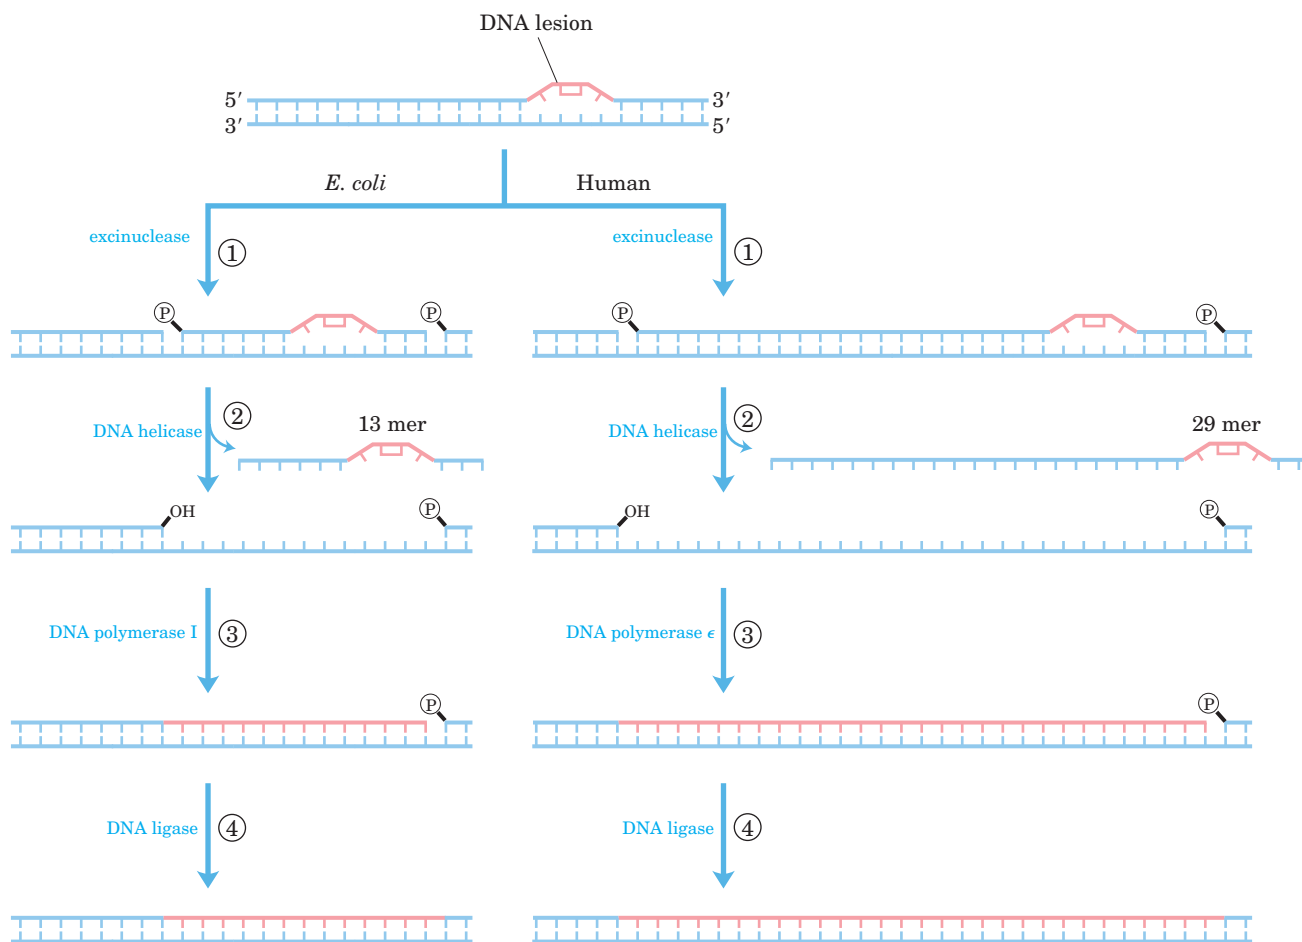 DNA lesion
5′ 3′
3′ 5′
E. coli Human
excinuclease 1 excinuclease 1
P P P P
2 2
DNA helicase 13 mer DNA helicase 29 mer
OH P OH P
DNA polymerase I 3 DNA polymerase ϵ 3
P P
DNA ligase 4 DNA ligase 4